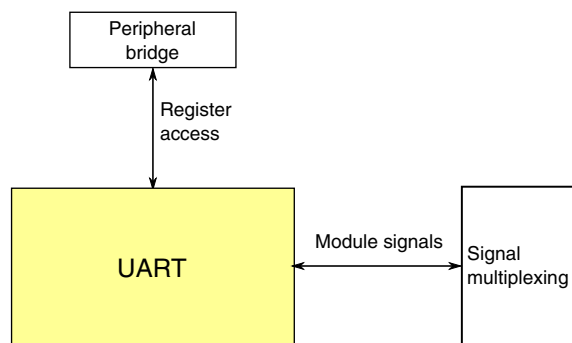 Peripheral
bridge
Register
access
UART
Module signals
Signal
multiplexing